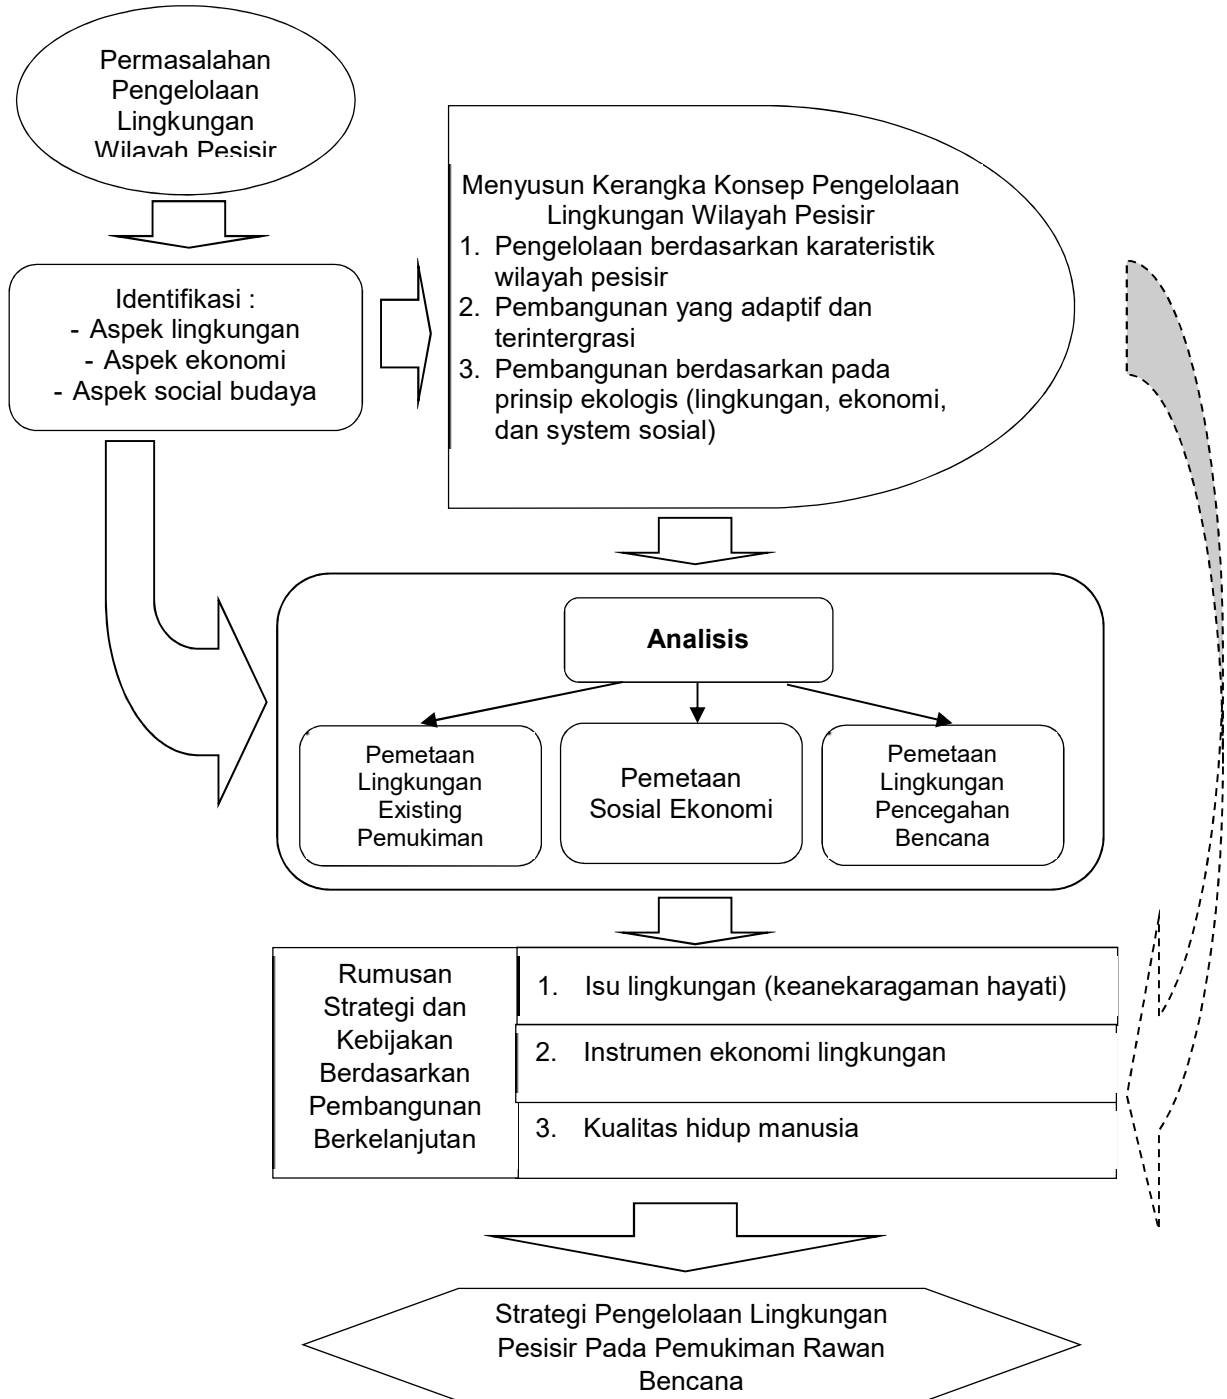 Permasalahan
Pengelolaan
Lingkungan
Wilayah Pesisir
Identifikasi :
- Aspek lingkungan
- Aspek ekonomi
- Aspek social budaya
Menyusun Kerangka Konsep Pengelolaan
Lingkungan Wilayah Pesisir
1. Pengelolaan berdasarkan karateristik
wilayah pesisir
2. Pembangunan yang adaptif dan
terintergrasi
3. Pembangunan berdasarkan pada
prinsip ekologis (lingkungan, ekonomi,
dan system sosial)
Analisis
Pemetaan
Lingkungan
Existing
Pemukiman
Pemetaan
Sosial Ekonomi
Pemetaan
Lingkungan
Pencegahan
Bencana
Rumusan
Strategi dan
Kebijakan
Berdasarkan
Pembangunan
Berkelanjutan
1. Isu lingkungan (keanekaragaman hayati)
2. Instrumen ekonomi lingkungan
3. Kualitas hidup manusia
Strategi Pengelolaan Lingkungan
Pesisir Pada Pemukiman Rawan
Bencana